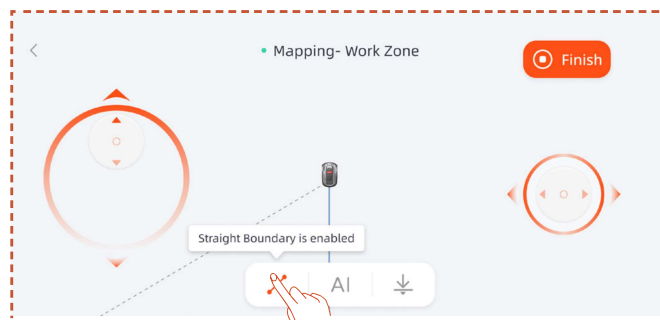 Mapping- Work Zone
Finish
Straight Boundary is enabled
AI